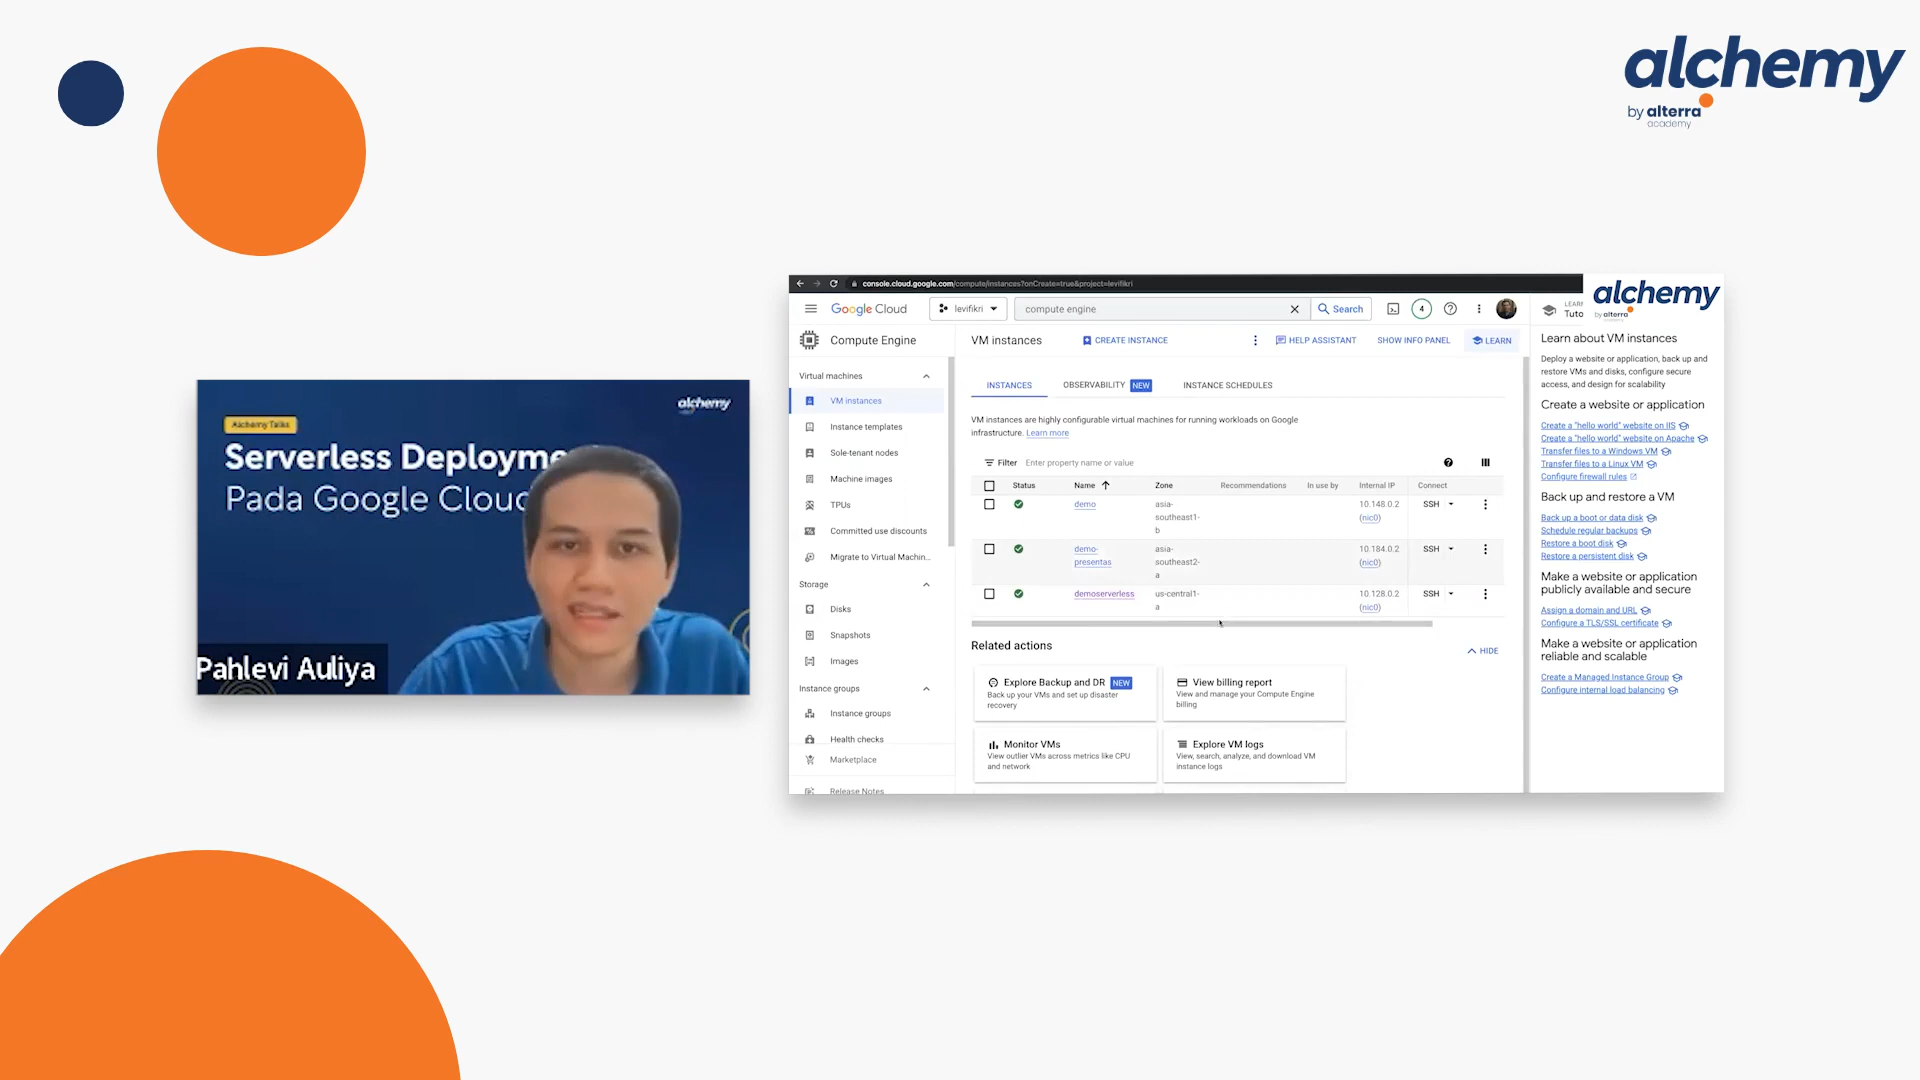 alchemy
by alterra
academy
alchemy
Alchemy Talks
Serverless Deployme
Pada Google Cloud
Pahlevi Auliya
console.cloud.google.com/compute/instances?onCreate=true&project=levifikri
Google Cloud
levifikri
compute engine
Search
4
LEARN
Tuto
alchemy
by alterra
Compute Engine
VM instances
CREATE INSTANCE
HELP ASSISTANT
SHOW INFO PANEL
LEARN
Virtual machines
VM instances
Instance templates
Sole-tenant nodes
Machine images
TPUs
Committed use discounts
Migrate to Virtual Machin...
Storage
Disks
Snapshots
Images
Instance groups
Instance groups
Health checks
Marketplace
Release Notes
INSTANCES
OBSERVABILITY NEW
INSTANCE SCHEDULES
VM instances are highly configurable virtual machines for running workloads on Google
infrastructure. Learn more
Filter Enter property name or value
Status Name Zone Recommendations In use by Internal IP Connect
demo asia-southeast1-b 10.148.0.2 (nic0) SSH
demo-presentas asia-southeast2-a 10.184.0.2 (nic0) SSH
demoserverless us-central1-a 10.128.0.2 (nic0) SSH
Related actions
HIDE
Explore Backup and DR NEW
Back up your VMs and set up disaster
recovery
View billing report
View and manage your Compute Engine
billing
Monitor VMs
View outlier VMs across metrics like CPU
and network
Explore VM logs
View, search, analyze, and download VM
instance logs
Learn about VM instances
Deploy a website or application, back up and
restore VMs and disks, configure secure
access, and design for scalability
Create a website or application
Create a "hello world" website on IIS
Create a "hello world" website on Apache
Transfer files to a Windows VM
Transfer files to a Linux VM
Configure firewall rules
Back up and restore a VM
Back up a boot or data disk
Schedule regular backups
Restore a boot disk
Restore a persistent disk
Make a website or application
publicly available and secure
Assign a domain and URL
Configure a TLS/SSL certificate
Make a website or application
reliable and scalable
Create a Managed Instance Group
Configure internal load balancing